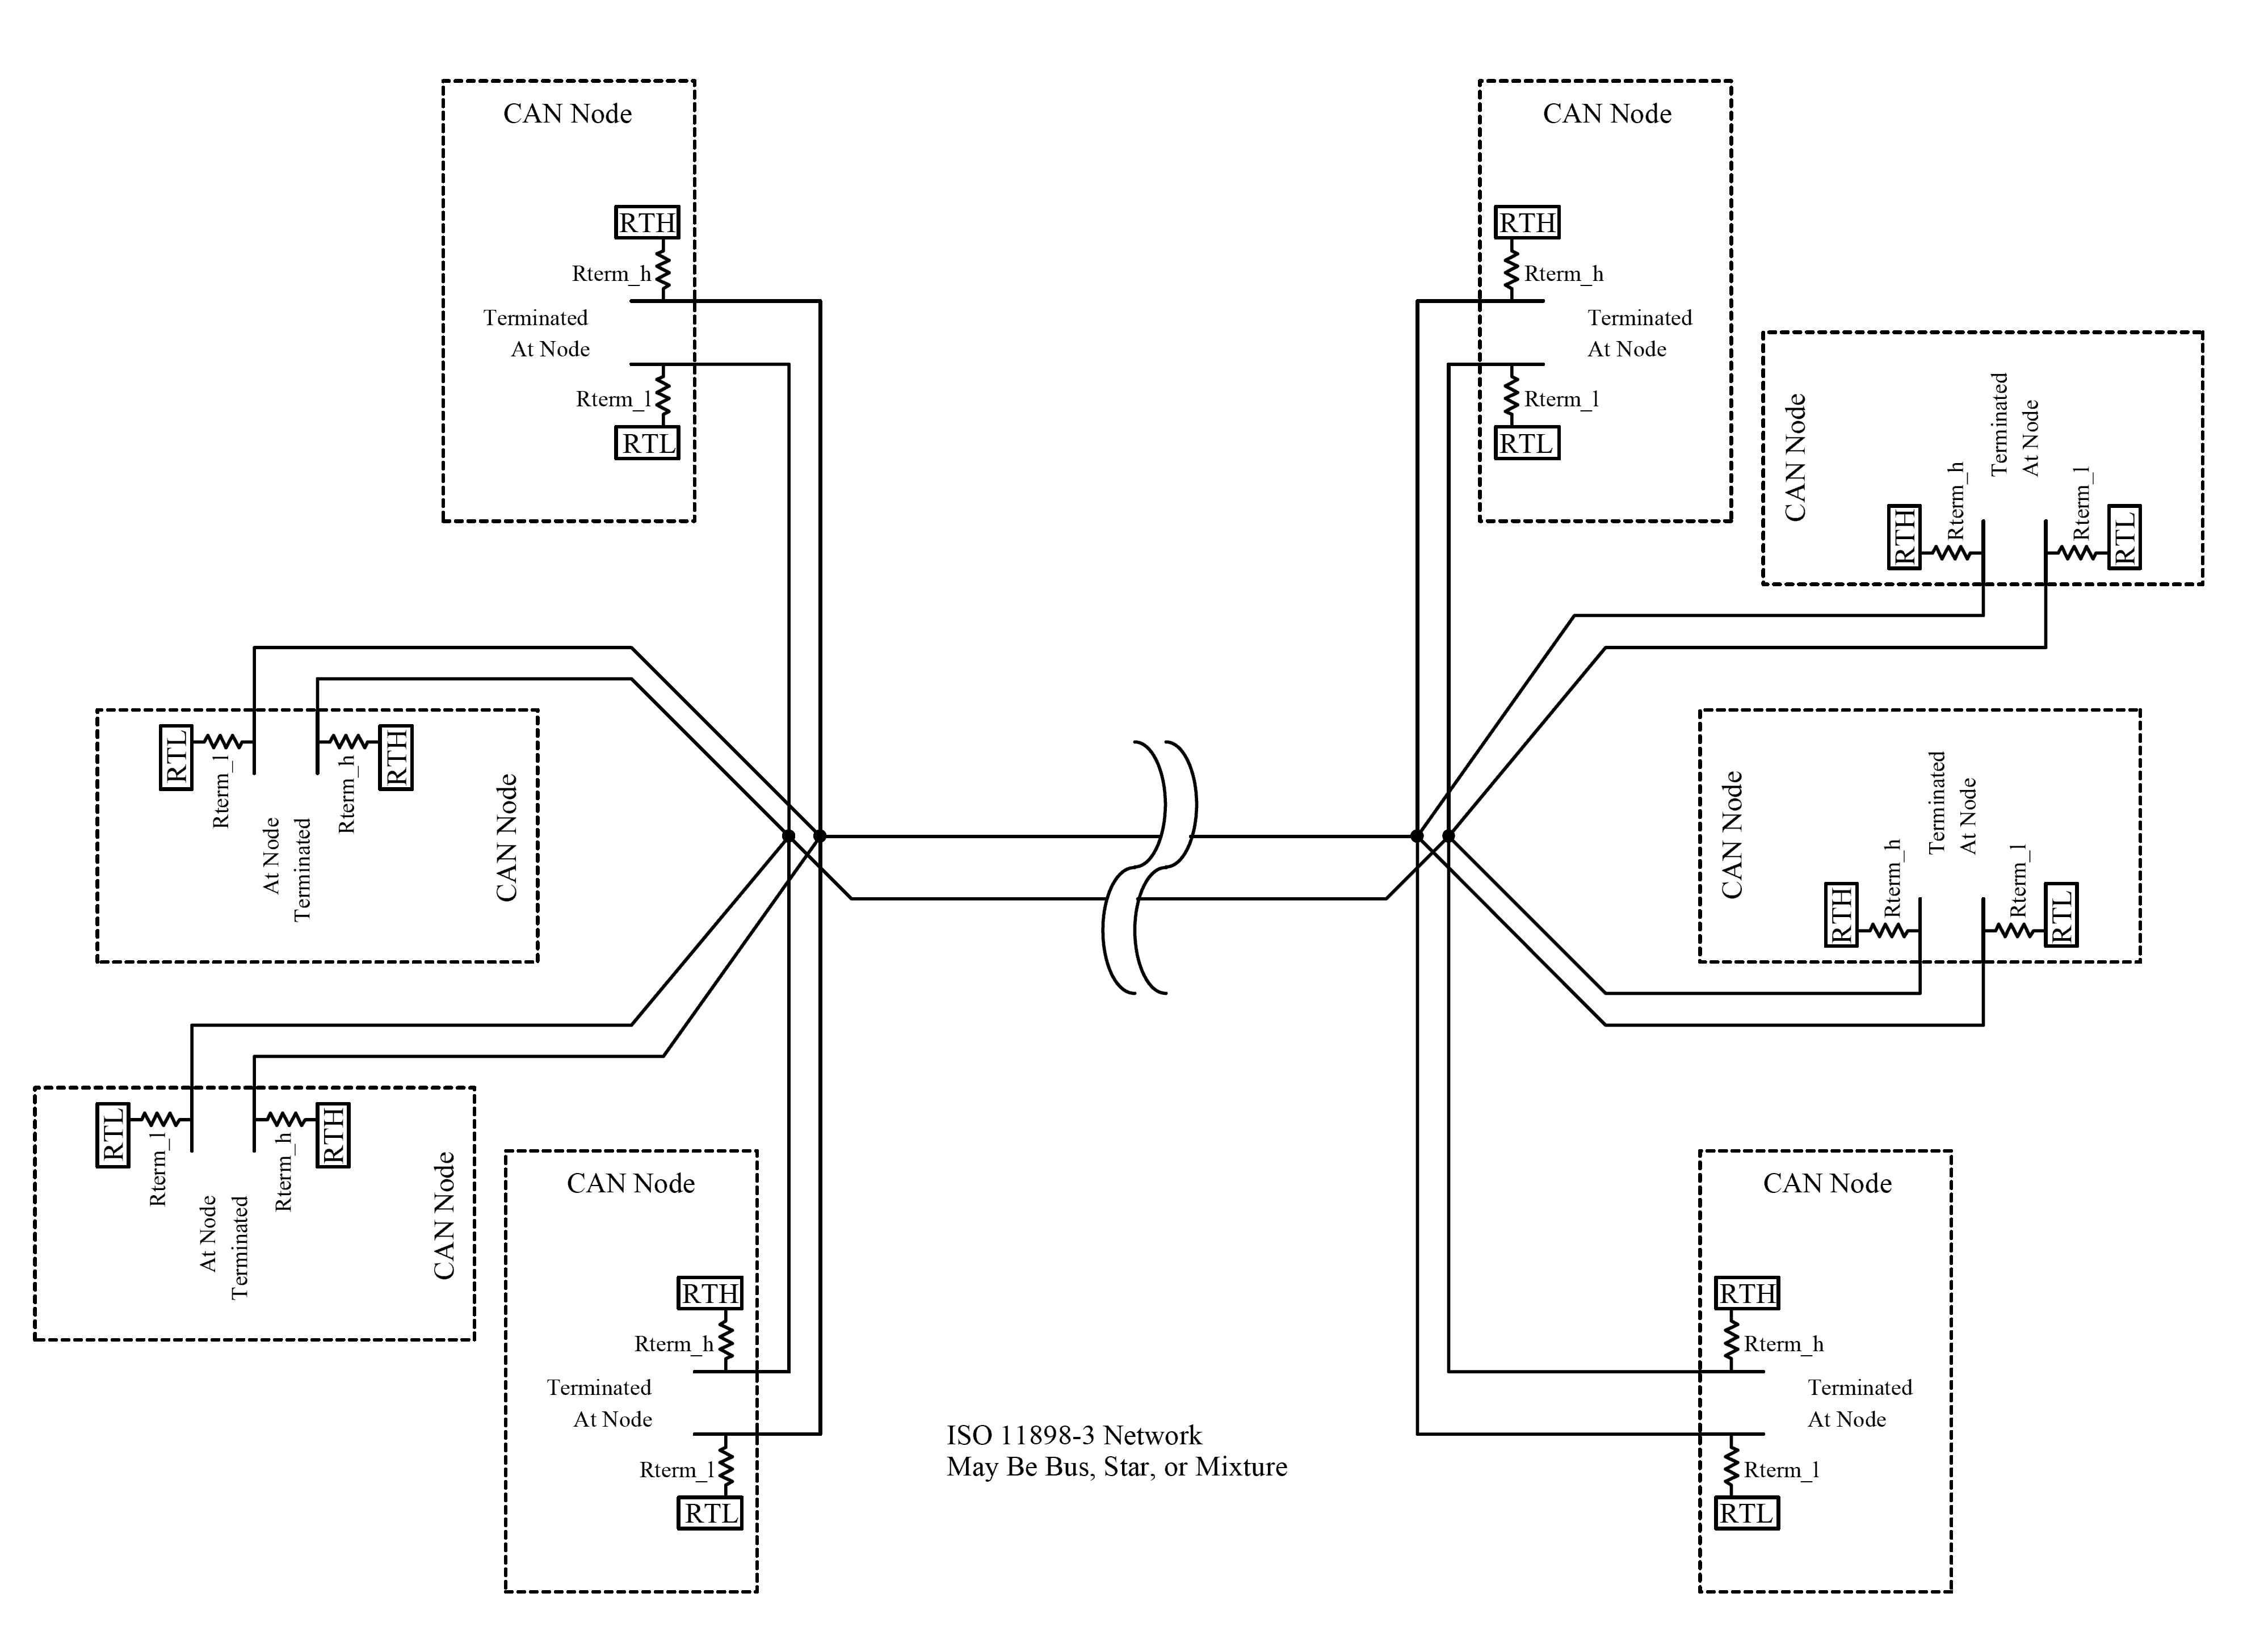 CAN Node
RTH
Rterm_h
Terminated
At Node
Rterm_l
RTL
CAN Node
RTH
Rterm_h
Terminated
At Node
Rterm_l
RTL
CAN Node
Terminated
At Node
RTH
Rterm_h
Rterm_l
RTL
RTL
Rterm_l
At Node
Terminated
Rterm_h
RTH
CAN Node
CAN Node
Terminated
At Node
RTH
Rterm_h
Rterm_l
RTL
RTL
Rterm_l
At Node
Terminated
Rterm_h
RTH
CAN Node
CAN Node
RTH
Rterm_h
Terminated
At Node
Rterm_l
RTL
ISO 11898-3 Network
May Be Bus, Star, or Mixture
CAN Node
RTH
Rterm_h
Terminated
At Node
Rterm_l
RTL